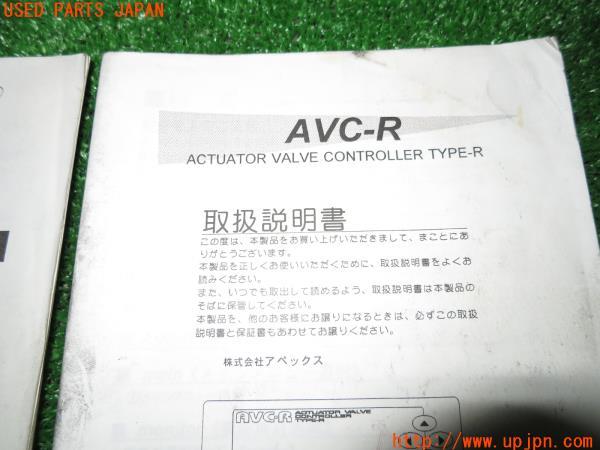 USED PARTS JAPAN
AVC-R
ACTUATOR VALVE CONTROLLER TYPE-R
取扱説明書
この度は、本製品をお買い上げいただきまして、まことにあ
りがとうございます。
本製品を正しくお使いいただくために、取扱説明書をよくお
読みください。
また、いつでも取出して読めるよう、取扱説明書は本製品の
そばに保管してください。
本製品を、他のお客様にお譲りになるときは、必ずこの取扱
説明書と保証書もあわせてお譲りください。
株式会社アペックス
AVC-R ACTUATOR VALVE
CONTROLLER
TYPE-R
http://www.upjpn.com/